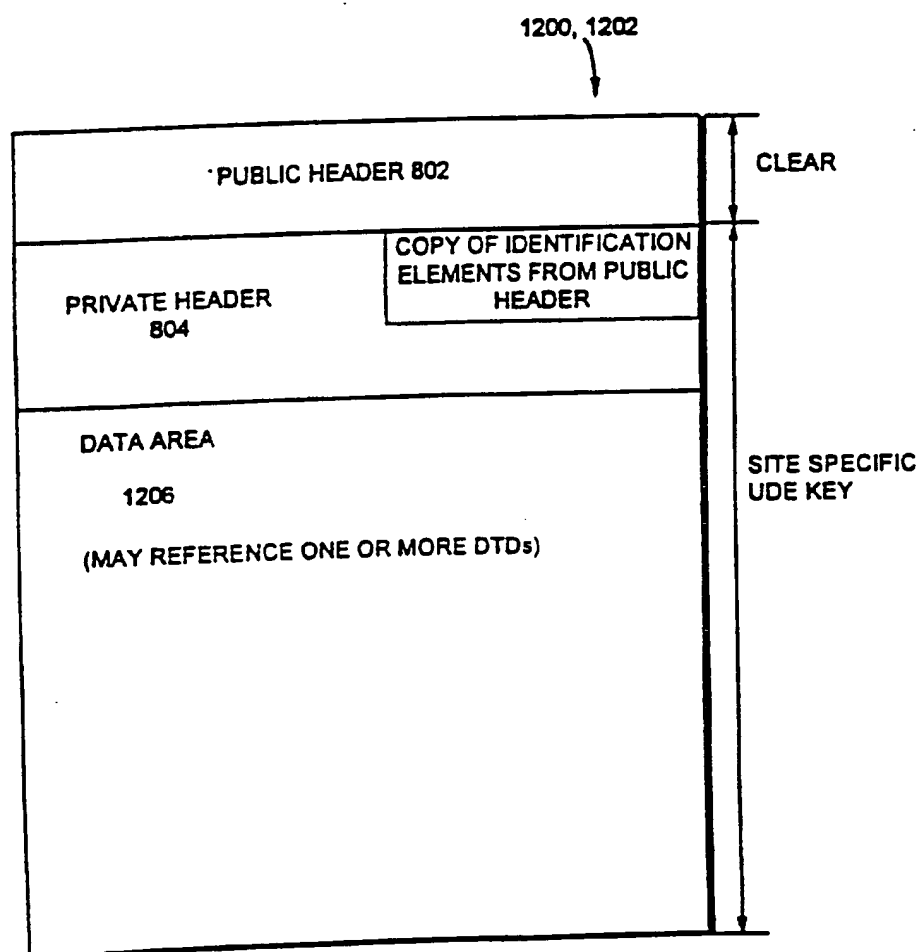 1200, 1202
PUBLIC HEADER 802
CLEAR
COPY OF IDENTIFICATION
ELEMENTS FROM PUBLIC
HEADER
PRIVATE HEADER
804
DATA AREA
1206
(MAY REFERENCE ONE OR MORE DTDs)
SITE SPECIFIC
UDE KEY